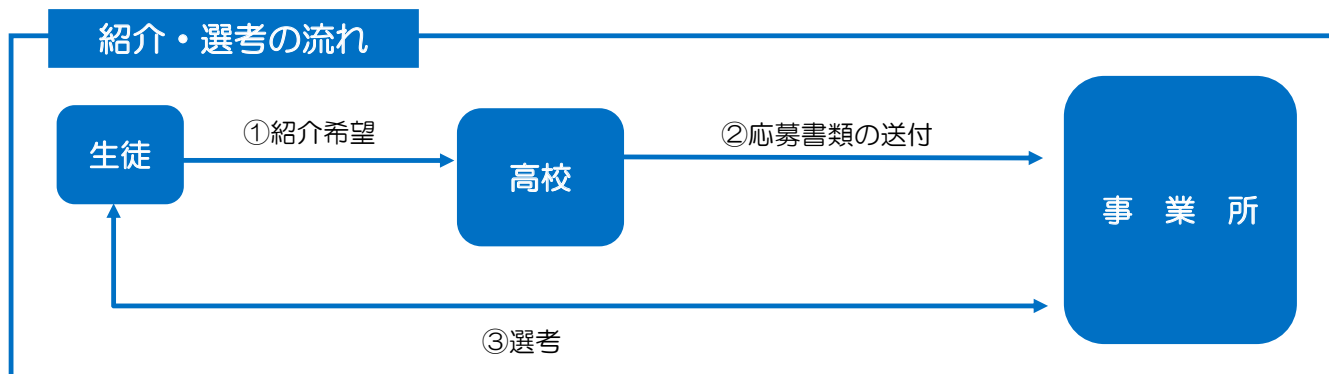 紹介・選考の流れ
生徒
①紹介希望
高校
②応募書類の送付
事　業　所
③選考